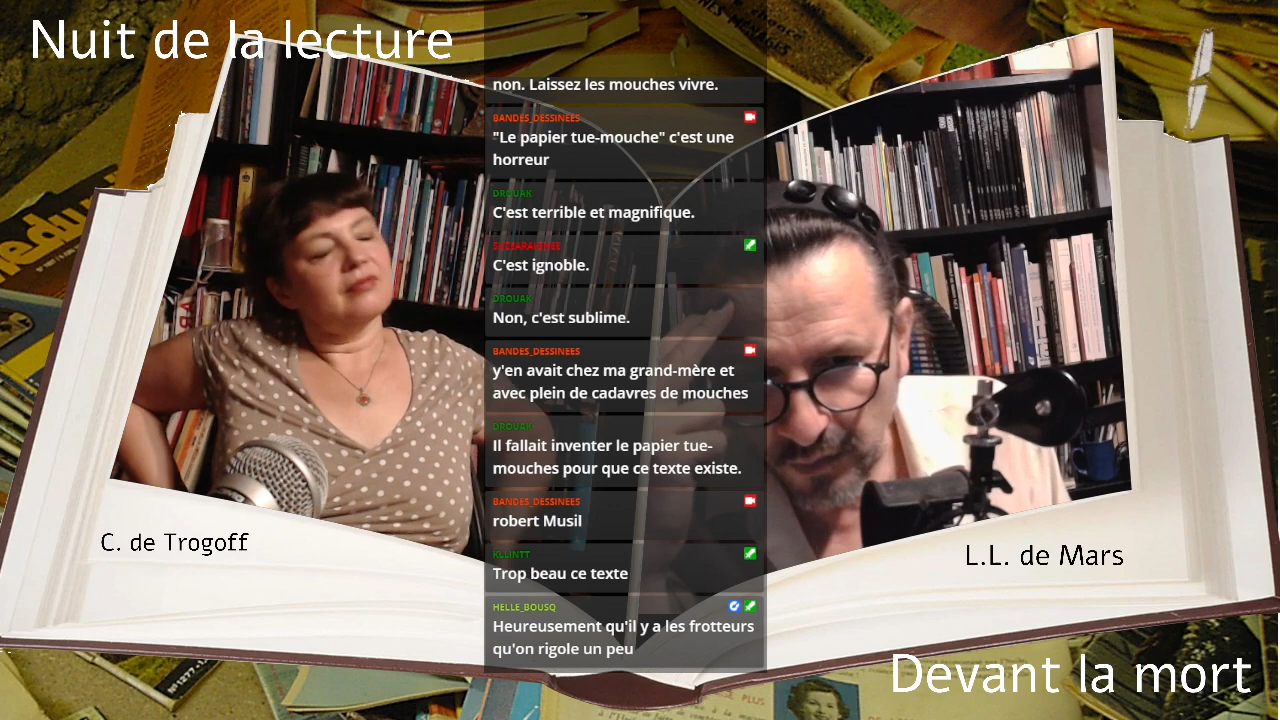 Nuit de la lecture
non. Laissez les mouches vivre.
BANDES_DESSINEES
"Le papier tue-mouche" c'est une
horreur
DROUAK
C'est terrible et magnifique.
C'est ignoble.
DROUAK
Non, c'est sublime.
BANDES_DESSINEES
y'en avait chez ma grand-mère et
avec plein de cadavres de mouches
DROUAK
Il fallait inventer le papier tue-
mouches pour que ce texte existe.
BANDES_DESSINEES
robert Musil
KLLINTT
Trop beau ce texte
HELLE_BOUSQ
Heureusement qu'il y a les frotteurs
qu'on rigole un peu
C. de Trogoff
L.L. de Mars
Devant la mort